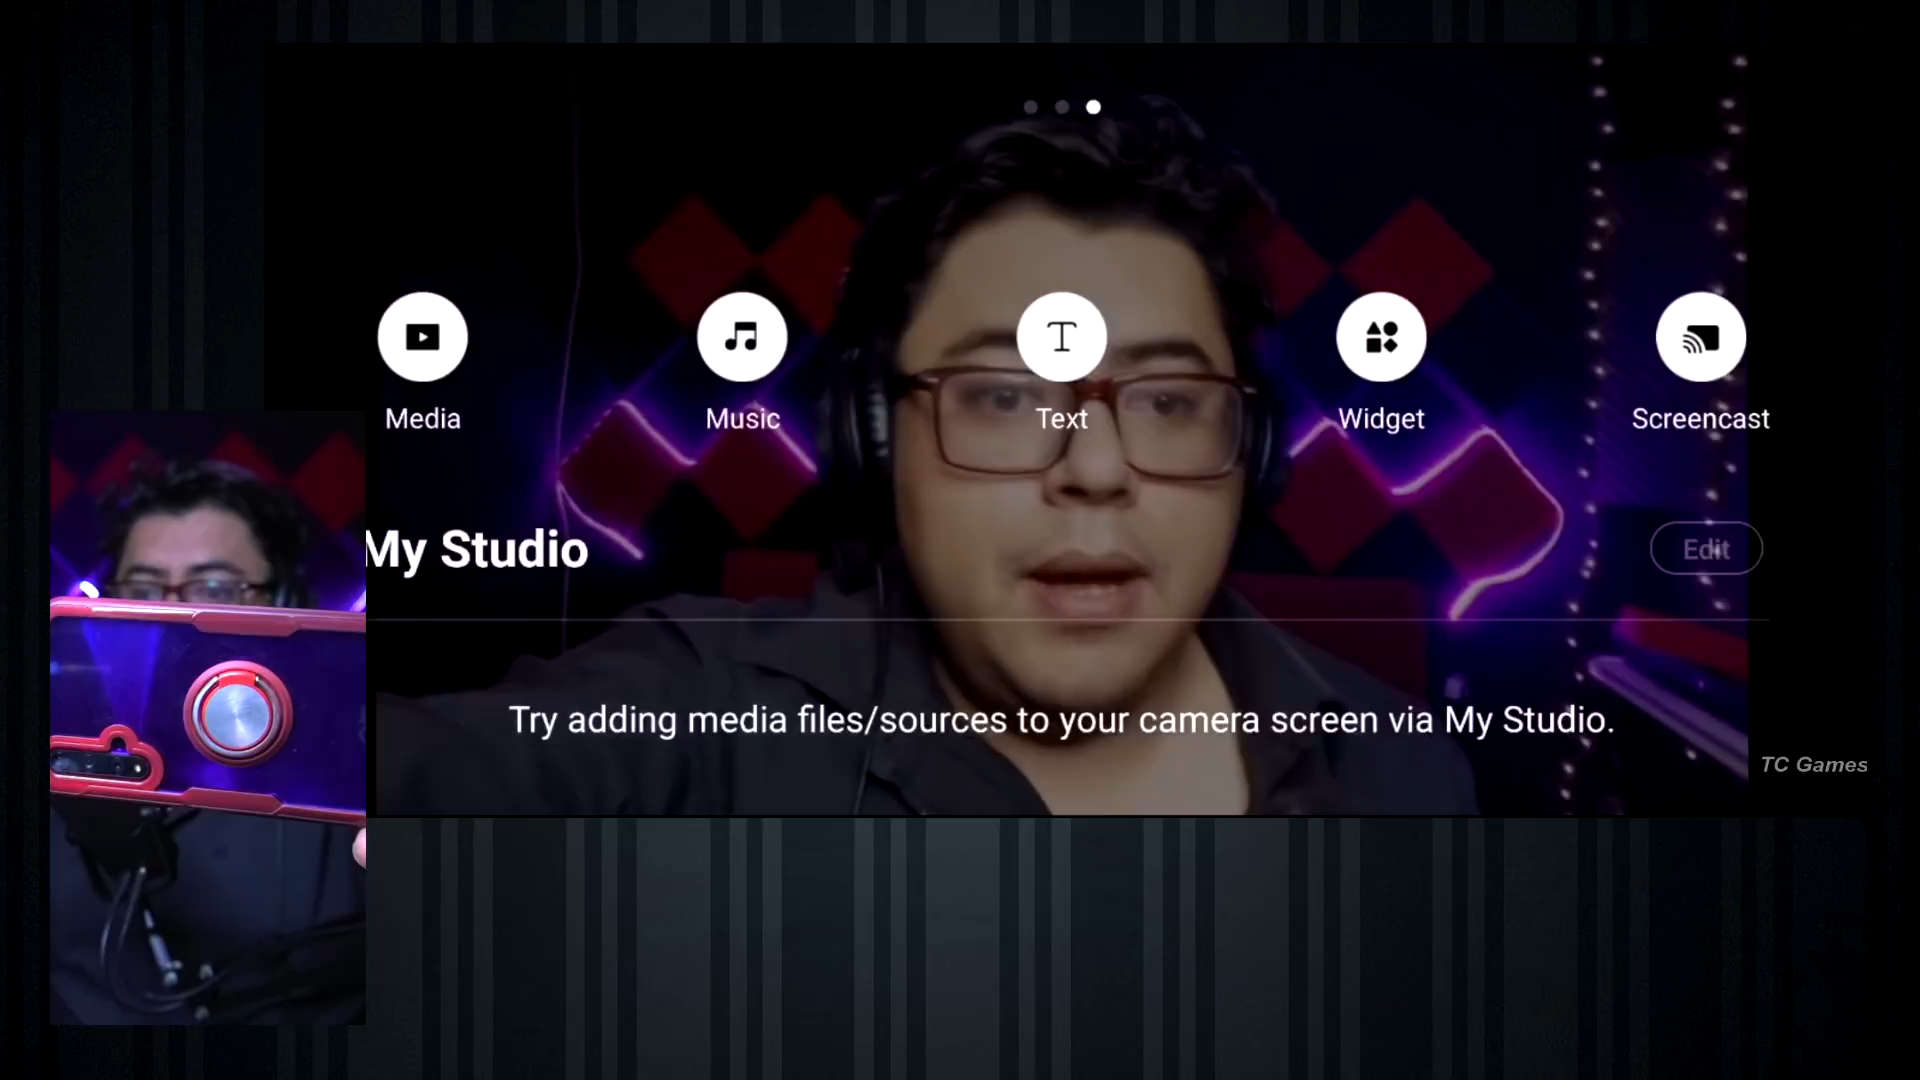 Media
Music
Text
Widget
Screencast
My Studio
Edit
Try adding media files/sources to your camera screen via My Studio.
TC Games